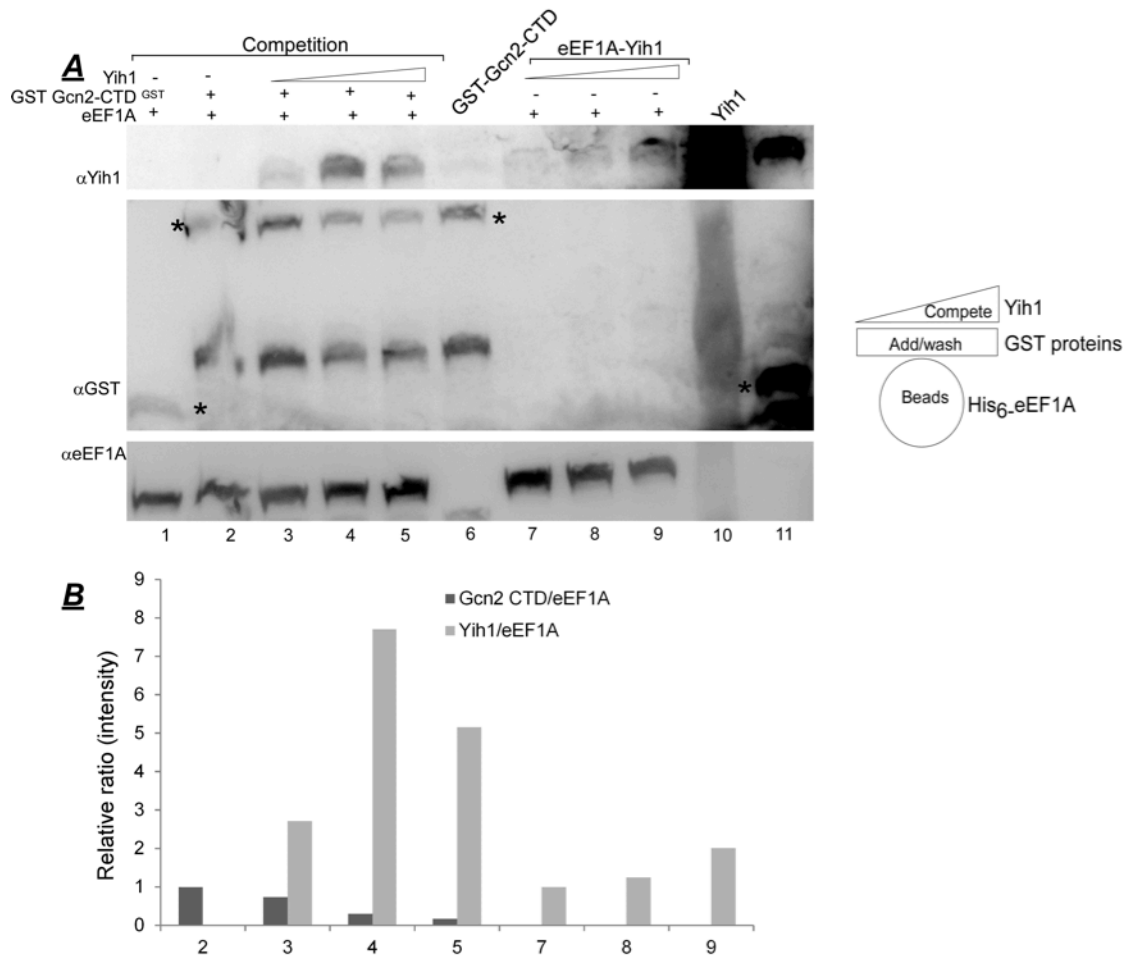 Competition
A
GST-Gcn2-CTD
eEF1A-Yih1
Yih1 - -
Yih1
GST Gcn2-CTD GST + + + + - - -
eEF1A + + + + + + + +
αYih1
* *
αGST
* *
αeEF1A
1 2 3 4 5 6 7 8 9 10 11
Compete Yih1
Add/wash GST proteins
Beads His6-eEF1A
B
Relative ratio (intensity)
9
8
7
6
5
4
3
2
1
0
Gcn2 CTD/eEF1A
Yih1/eEF1A
2 3 4 5 7 8 9